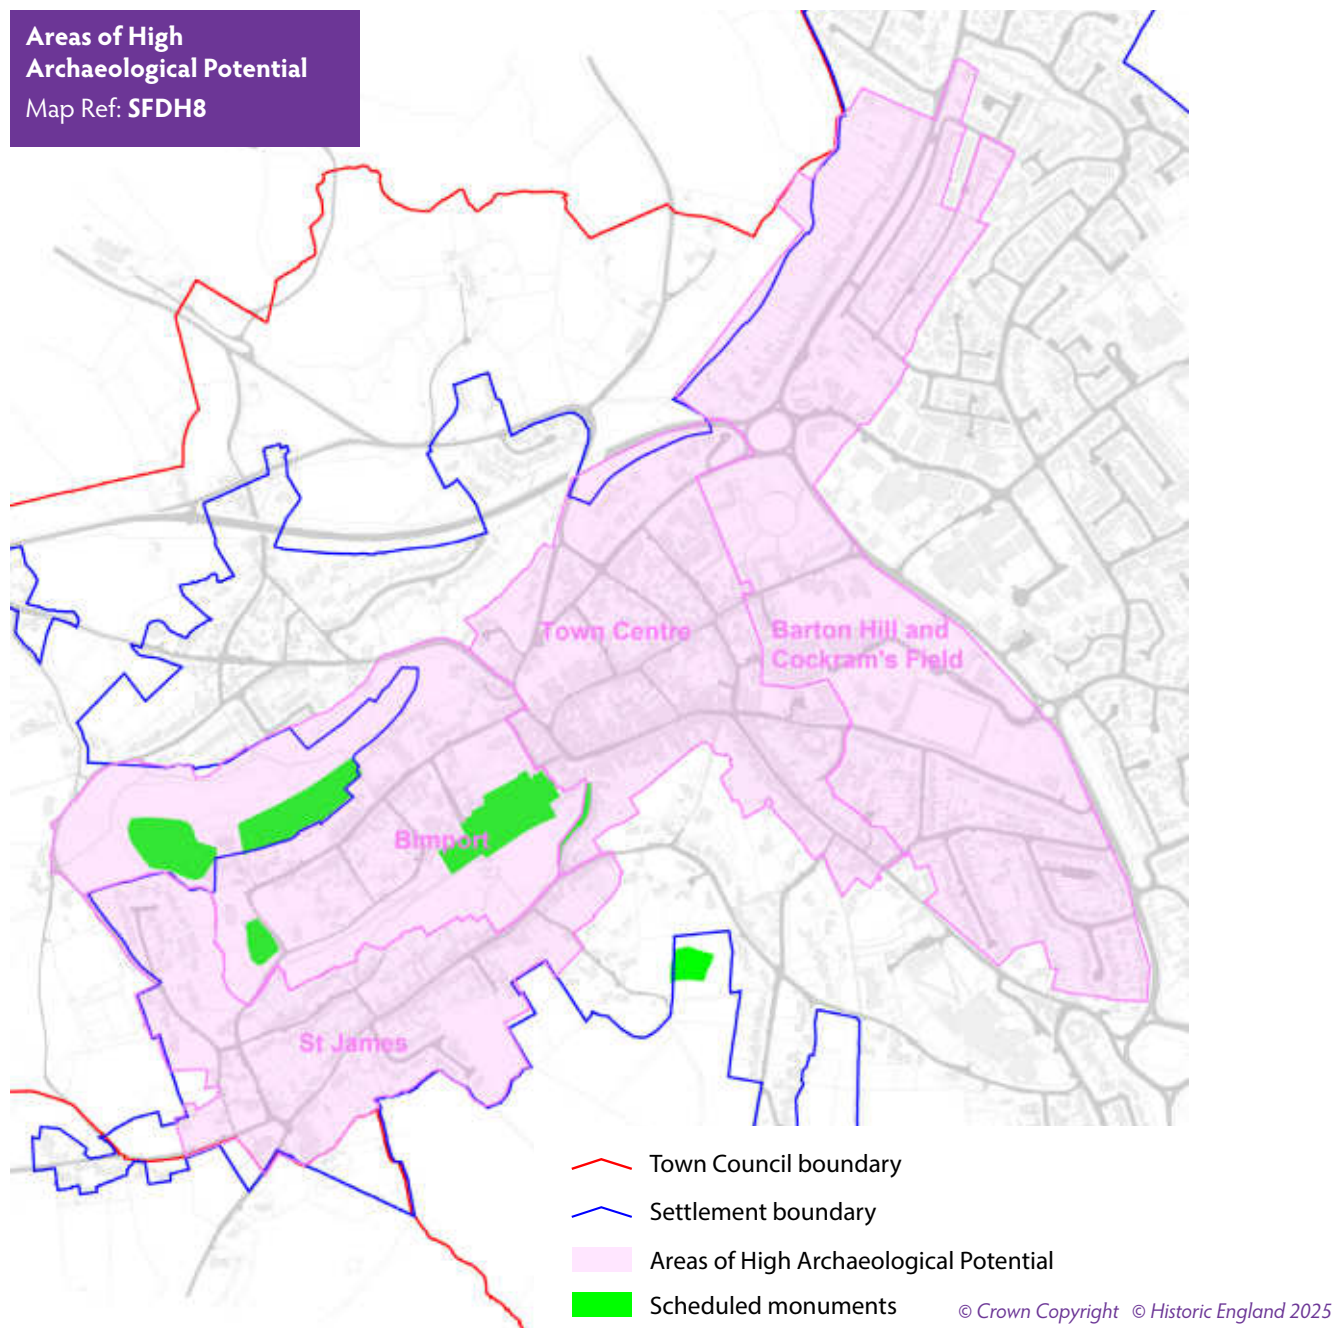 Areas of High
Archaeological Potential
Map Ref: SFDH8
Town Centre
Barton Hill and
Cockram's Field
Bimport
St James
Town Council boundary
Settlement boundary
Areas of High Archaeological Potential
Scheduled monuments
© Crown Copyright © Historic England 2025